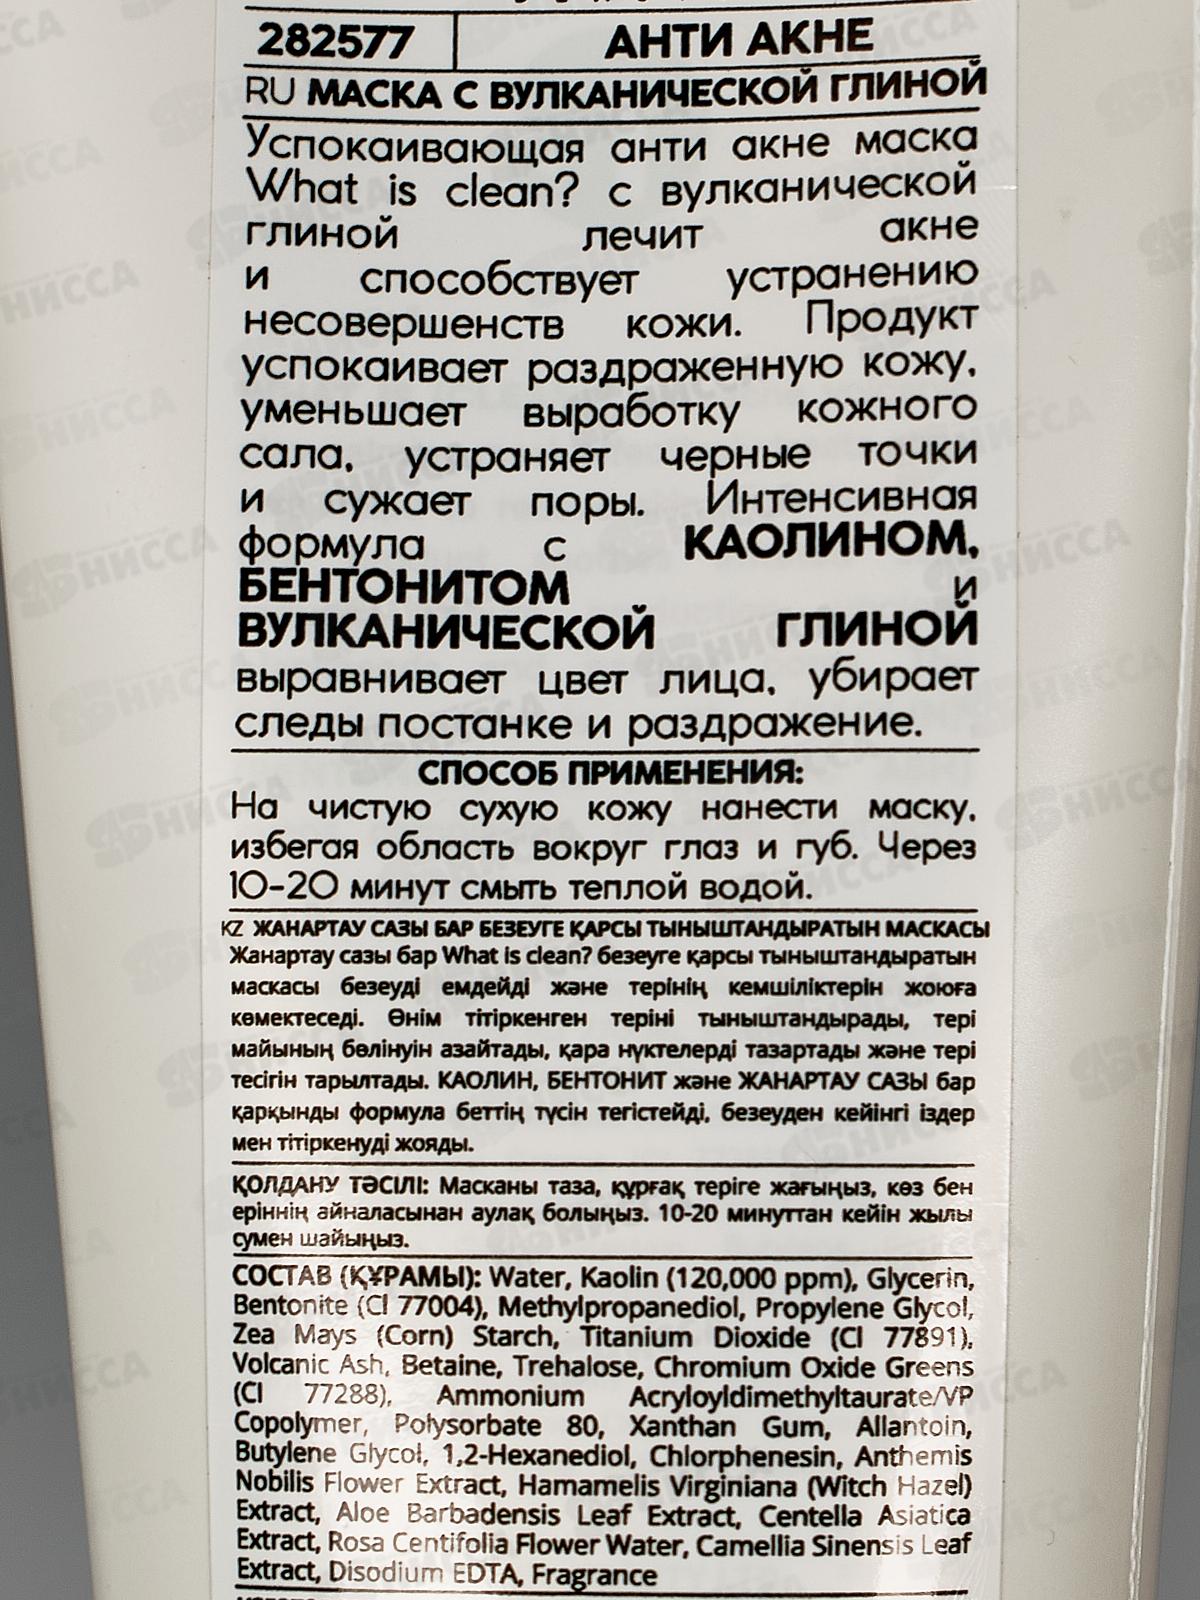 282577 АНТИ АКНЕ
RU МАСКА С ВУЛКАНИЧЕСКОЙ ГЛИНОЙ
Успокаивающая анти акне маска
What is clean? с вулканической
глиной лечит акне
и способствует устранению
несовершенств кожи. Продукт
успокаивает раздраженную кожу,
уменьшает выработку кожного
сала, устраняет черные точки
и сужает поры. Интенсивная
формула с КАОЛИНОМ,
БЕНТОНИТОМ и
ВУЛКАНИЧЕСКОЙ ГЛИНОЙ
выравнивает цвет лица, убирает
следы постанке и раздражение.
СПОСОБ ПРИМЕНЕНИЯ:
На чистую сухую кожу нанести маску,
избегая область вокруг глаз и губ. Через
10-20 минут смыть теплой водой.
KZ ЖАНАРТАУ САЗЫ БАР БЕЗЕУГЕ ҚАРСЫ ТЫНЫШТАНДЫРАТЫН МАСКАСЫ
Жанартау сазы бар What is clean? безеуге қарсы тыныштандыратын
маскасы безеуді емдейді және терінің кемшіліктерін жоюға
көмектеседі. Өнім тітіркенген теріні тыныштандырады, тері
майының бөлінуін азайтады, қара нүктелерді тазартады және тері
тесігін тарылтады. КАОЛИН, БЕНТОНИТ және ЖАНАРТАУ САЗЫ бар
қарқынды формула беттің түсін тегістейді, безеуден кейінгі іздер
мен тітіркенуді жояды.
ҚОЛДАНУ ТӘСІЛІ: Масканы таза, құрғақ теріге жағыңыз, көз бен
еріннің айналасынан аулақ болыңыз. 10-20 минуттан кейін жылы
сумен шайыңыз.
СОСТАВ (ҚҰРАМЫ): Water, Kaolin (120,000 ppm), Glycerin,
Bentonite (Cl 77004), Methylpropanediol, Propylene Glycol,
Zea Mays (Corn) Starch, Titanium Dioxide (Cl 77891),
Volcanic Ash, Betaine, Trehalose, Chromium Oxide Greens
(Cl 77288), Ammonium Acryloyldimethyltaurate/VP
Copolymer, Polysorbate 80, Xanthan Gum, Allantoin,
Butylene Glycol, 1,2-Hexanediol, Chlorphenesin, Anthemis
Nobilis Flower Extract, Hamamelis Virginiana (Witch Hazel)
Extract, Aloe Barbadensis Leaf Extract, Centella Asiatica
Extract, Rosa Centifolia Flower Water, Camellia Sinensis Leaf
Extract, Disodium EDTA, Fragrance